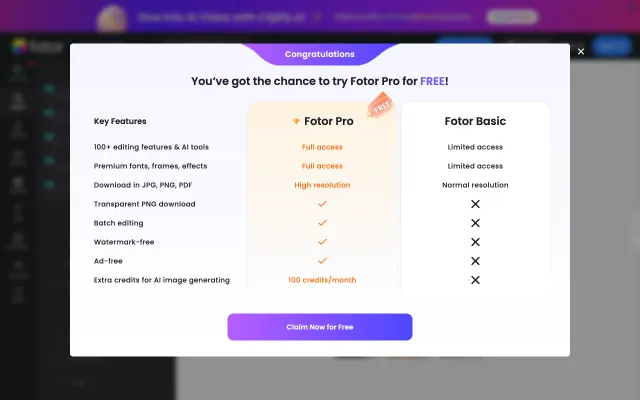 Congratulations
You've got the chance to try Fotor Pro for FREE!
FREE
Key Features
Fotor Pro
Fotor Basic
100+ editing features & AI tools
Full access
Limited access
Premium fonts, frames, effects
Full access
Limited access
Download in JPG, PNG, PDF
High resolution
Normal resolution
Transparent PNG download
Batch editing
Watermark-free
Ad-free
Extra credits for AI image generating
100 credits/month
Claim Now for Free